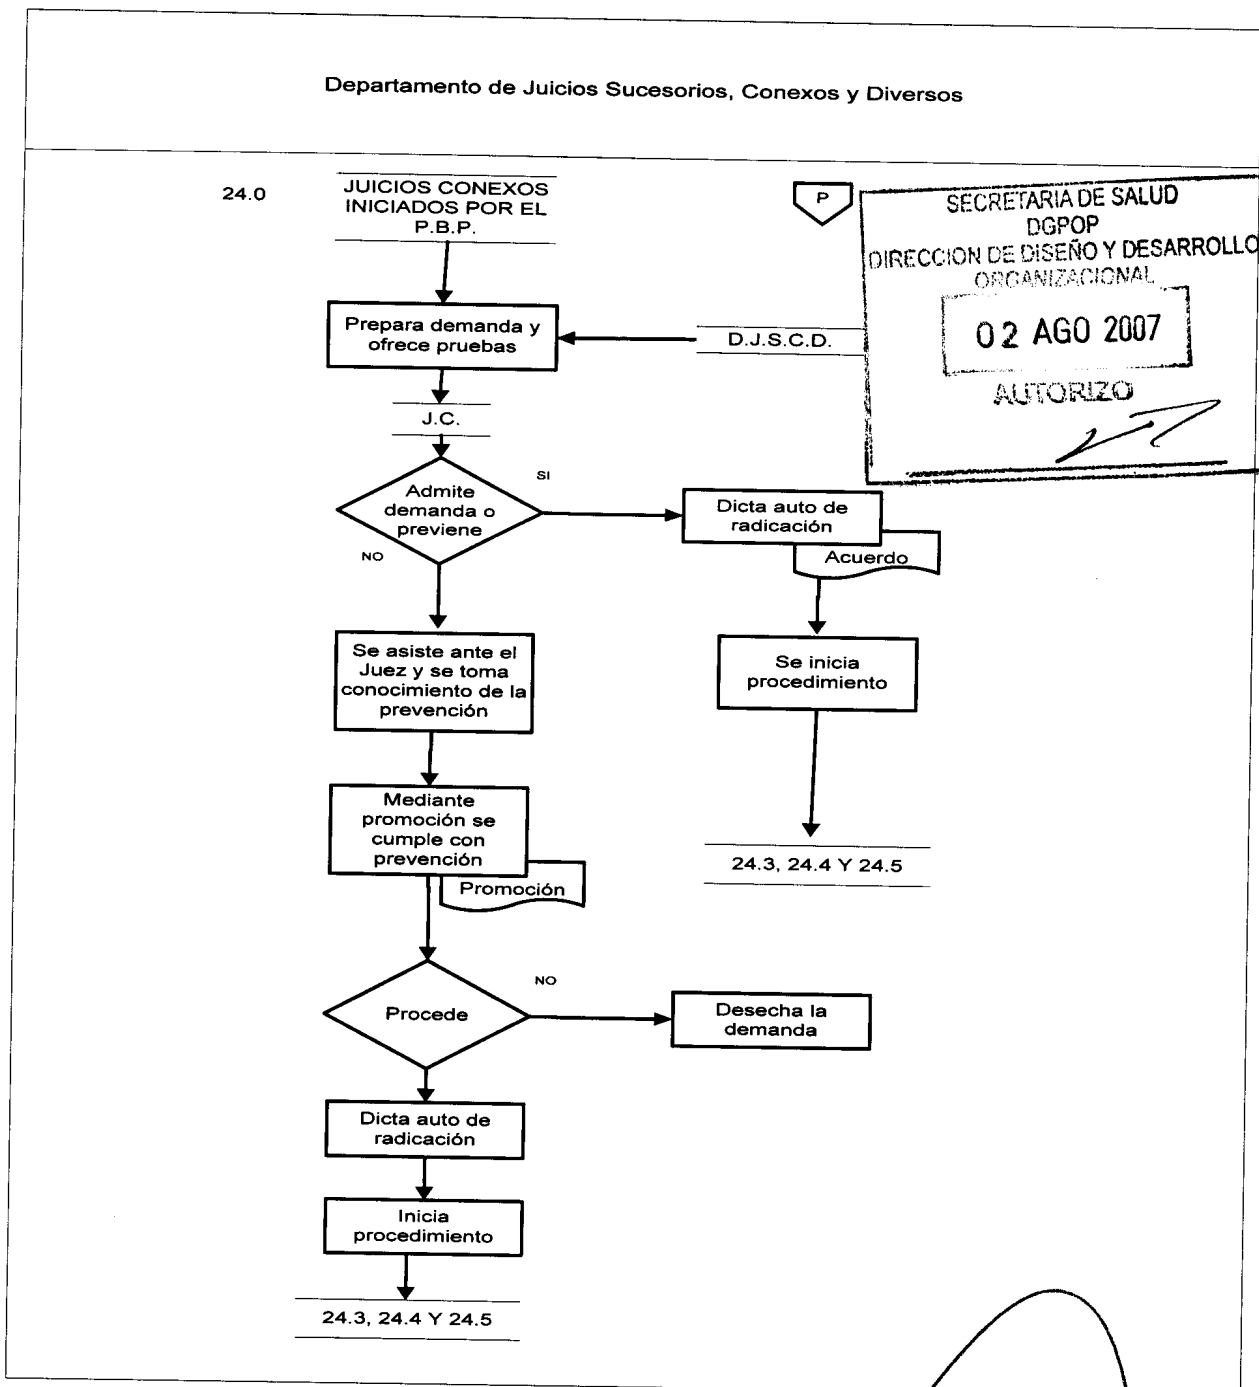 Departamento de Juicios Sucesorios, Conexos y Diversos
24.0
JUICIOS CONEXOS
INICIADOS POR EL
P.B.P.
P
SECRETARIA DE SALUD
DGPOP
DIRECCION DE DISEÑO Y DESARROLLO
ORGANIZACIONAL
02 AGO 2007
AUTORIZO
Prepara demanda y
ofrece pruebas
D.J.S.C.D.
J.C.
Admite
demanda o
previene
SI
NO
Dicta auto de
radicación
Acuerdo
Se asiste ante el
Juez y se toma
conocimiento de la
prevención
Se inicia
procedimiento
Mediante
promoción se
cumple con
prevención
Promoción
24.3, 24.4 Y 24.5
Procede
NO
Desecha la
demanda
Dicta auto de
radicación
Inicia
procedimiento
24.3, 24.4 Y 24.5